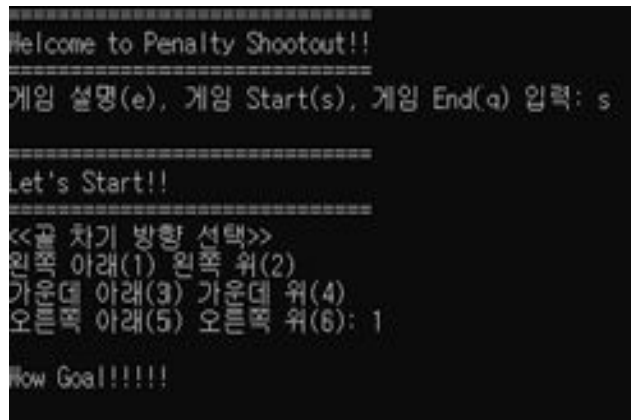 ==============================
Welcome to Penalty Shootout!!
==============================
게임 설명(e), 게임 Start(s), 게임 End(q) 입력: s
==============================
Let's Start!!
==============================
<<골 차기 방향 선택>>
왼쪽 아래(1) 왼쪽 위(2)
가운데 아래(3) 가운데 위(4)
오른쪽 아래(5) 오른쪽 위(6): 1
Wow Goal!!!!!